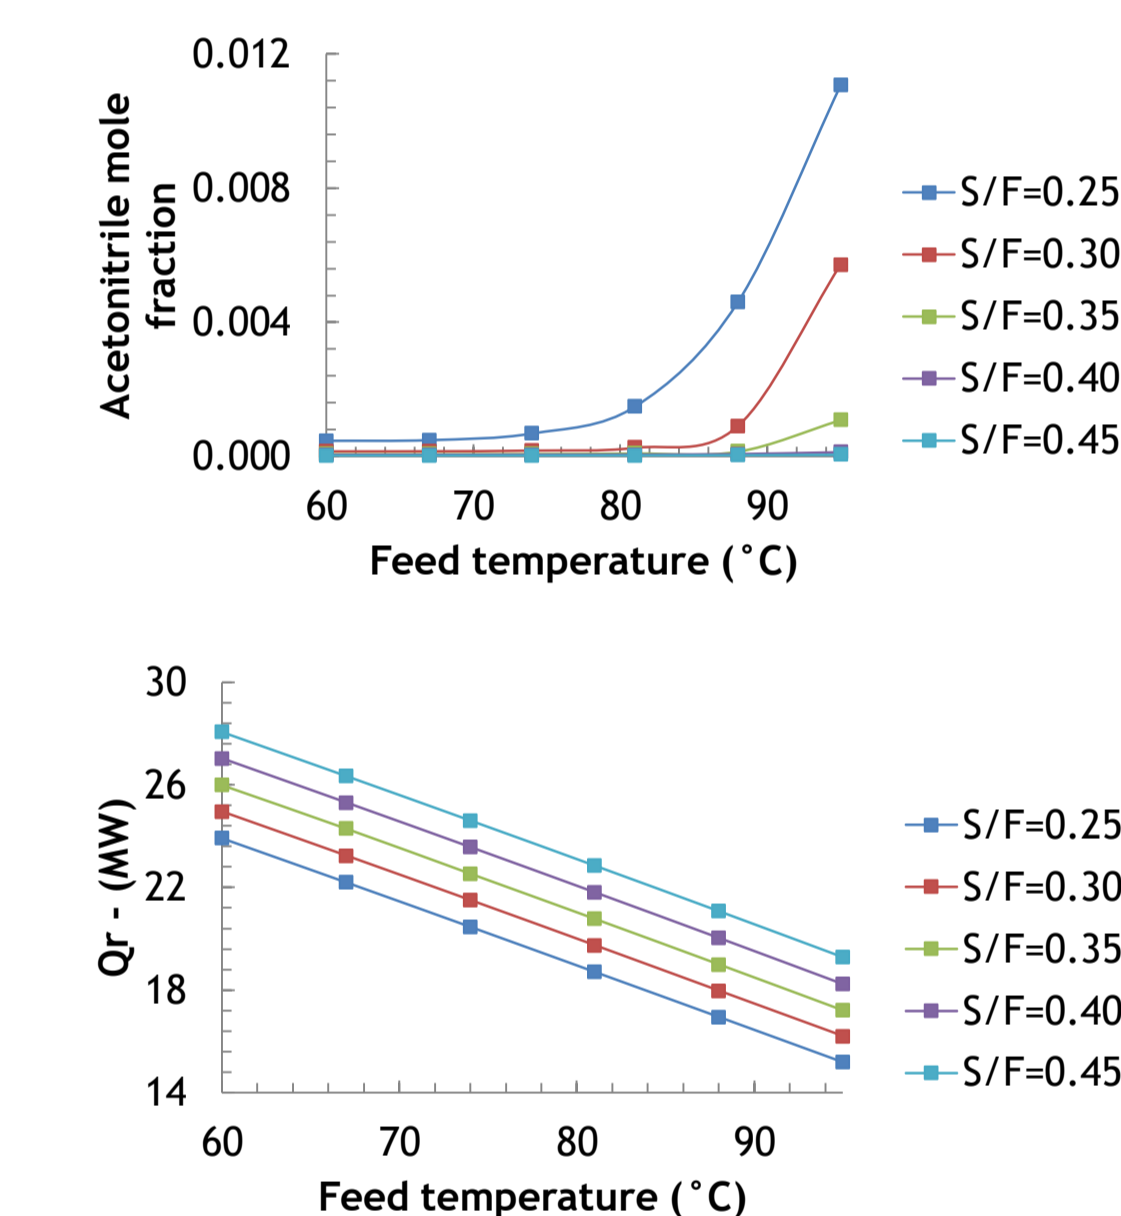 0.012
0.008
0.004
0.000
Acetonitrile mole
fraction
60 70 80 90
Feed temperature (°C)
S/F=0.25
S/F=0.30
S/F=0.35
S/F=0.40
S/F=0.45
30
26
22
18
14
Qr - (MW)
60 70 80 90
Feed temperature (°C)
S/F=0.25
S/F=0.30
S/F=0.35
S/F=0.40
S/F=0.45